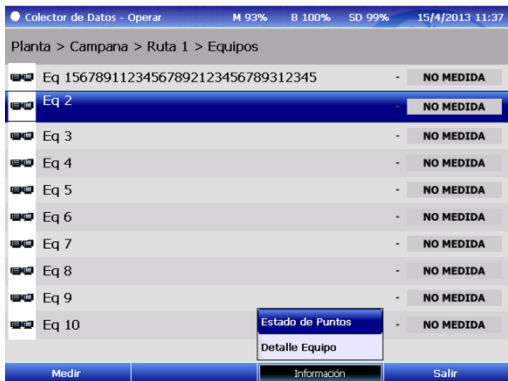 Colector de Datos - Operar M 93% B 100% SD 99% 15/4/2013 11:37
Planta > Campana > Ruta 1 > Equipos
Eq 15678911234567892123456789312345 - NO MEDIDA
Eq 2 - NO MEDIDA
Eq 3 - NO MEDIDA
Eq 4 - NO MEDIDA
Eq 5 - NO MEDIDA
Eq 6 - NO MEDIDA
Eq 7 - NO MEDIDA
Eq 8 - NO MEDIDA
Eq 9 - NO MEDIDA
Eq 10 - NO MEDIDA
Estado de Puntos
Detalle Equipo
Medir Información Salir